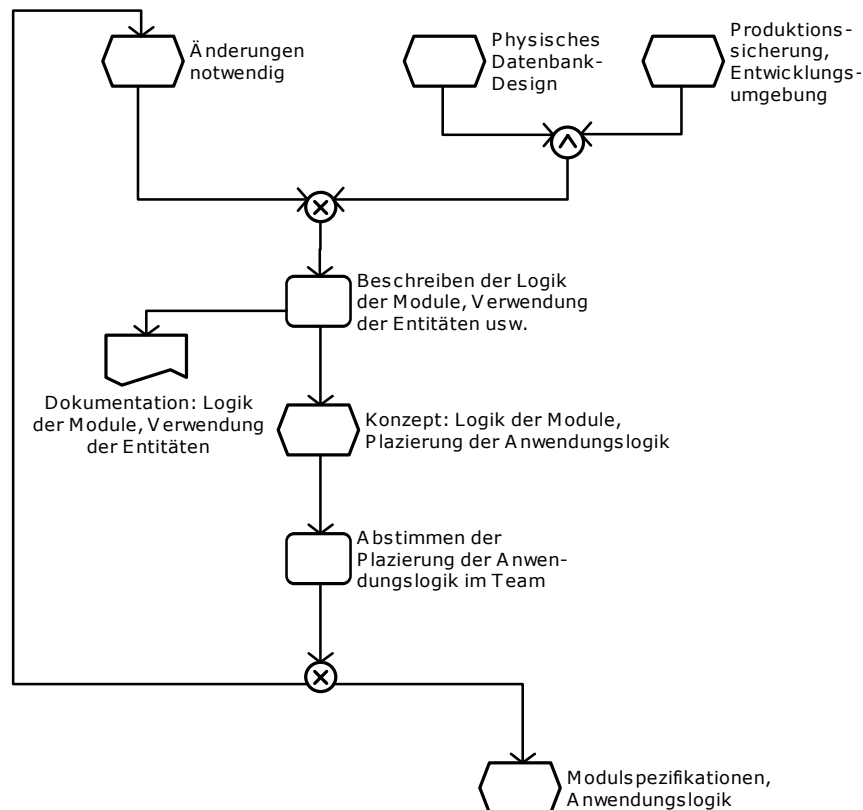 Änderungen
notwendig
Physisches
Datenbank-
Design
Produktions-
sicherung,
Entwicklungs-
umgebung
Beschreiben der Logik
der Module, Verwendung
der Entitäten usw.
Dokumentation: Logik
der Module, Verwendung
der Entitäten
Konzept: Logik der Module,
Plazierung der Anwendungslogik
Abstimmen der
Plazierung der Anwen-
dungslogik im Team
Modulspezifikationen,
Anwendungslogik